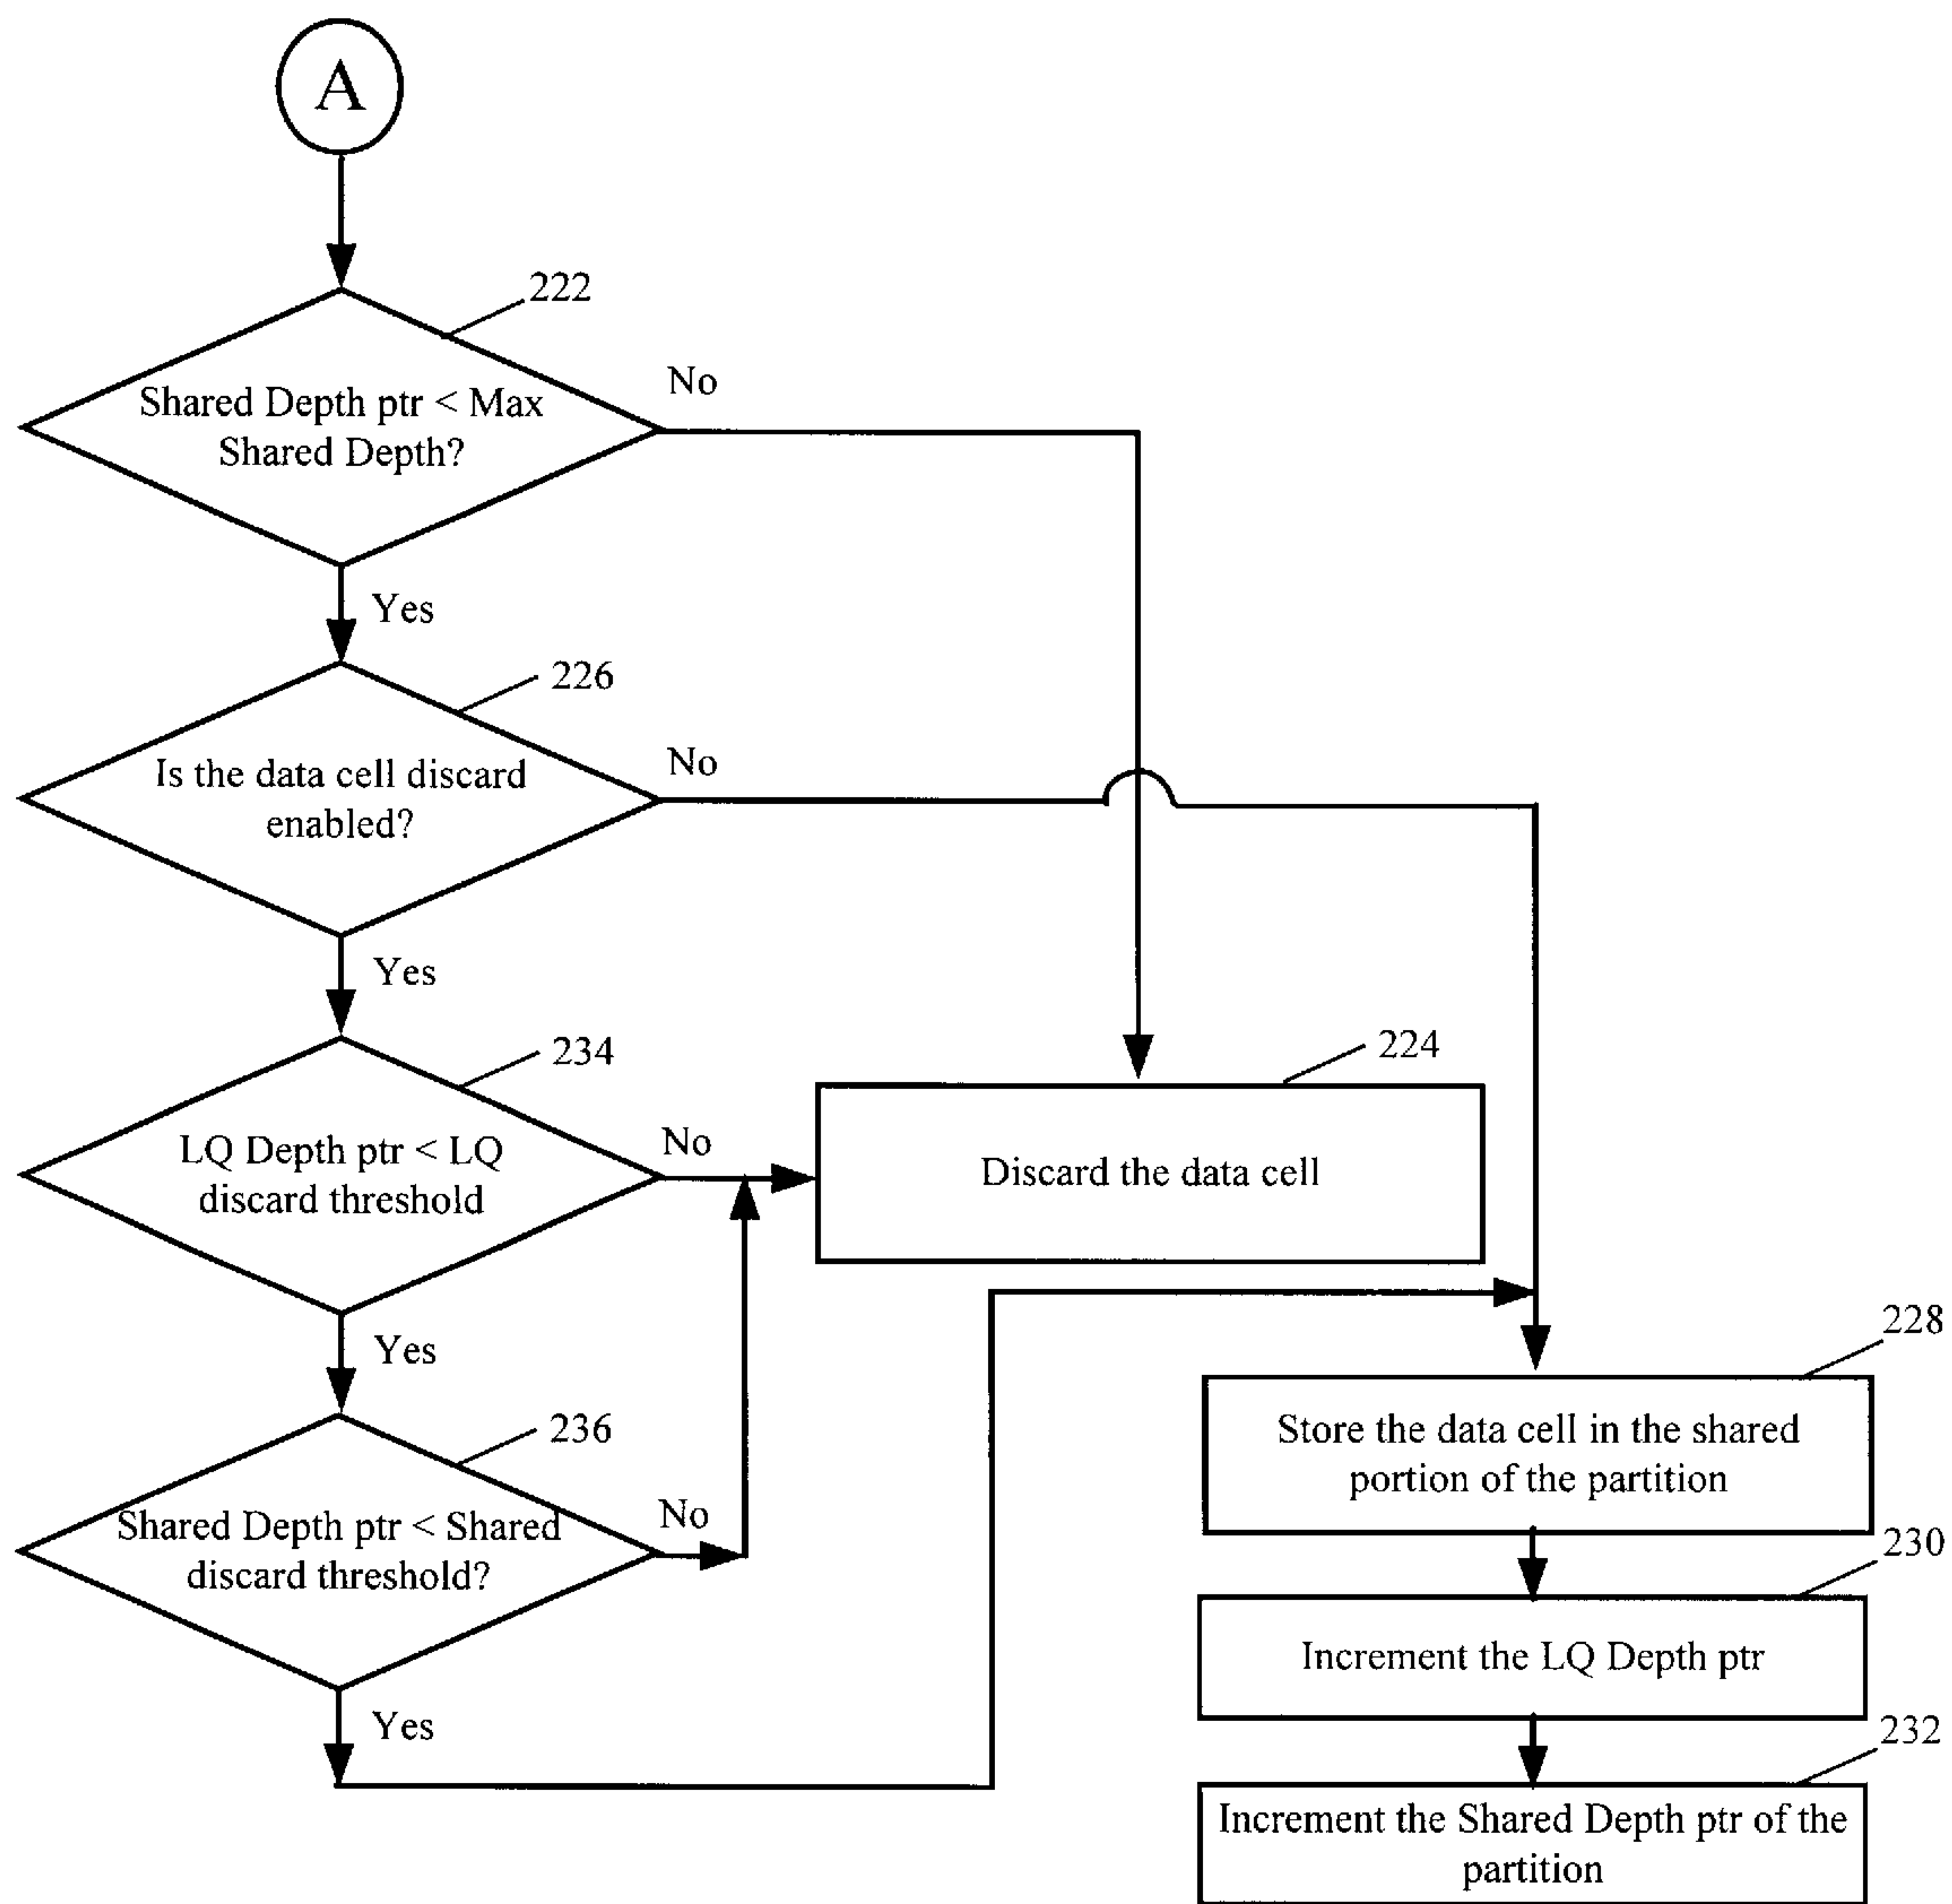 A
222
Shared Depth ptr < Max
Shared Depth?
No
Yes
226
Is the data cell discard
enabled?
No
Yes
234
LQ Depth ptr < LQ
discard threshold
No
224
Discard the data cell
Yes
236
Shared Depth ptr < Shared
discard threshold?
No
Yes
228
Store the data cell in the shared
portion of the partition
230
Increment the LQ Depth ptr
232
Increment the Shared Depth ptr of the
partition